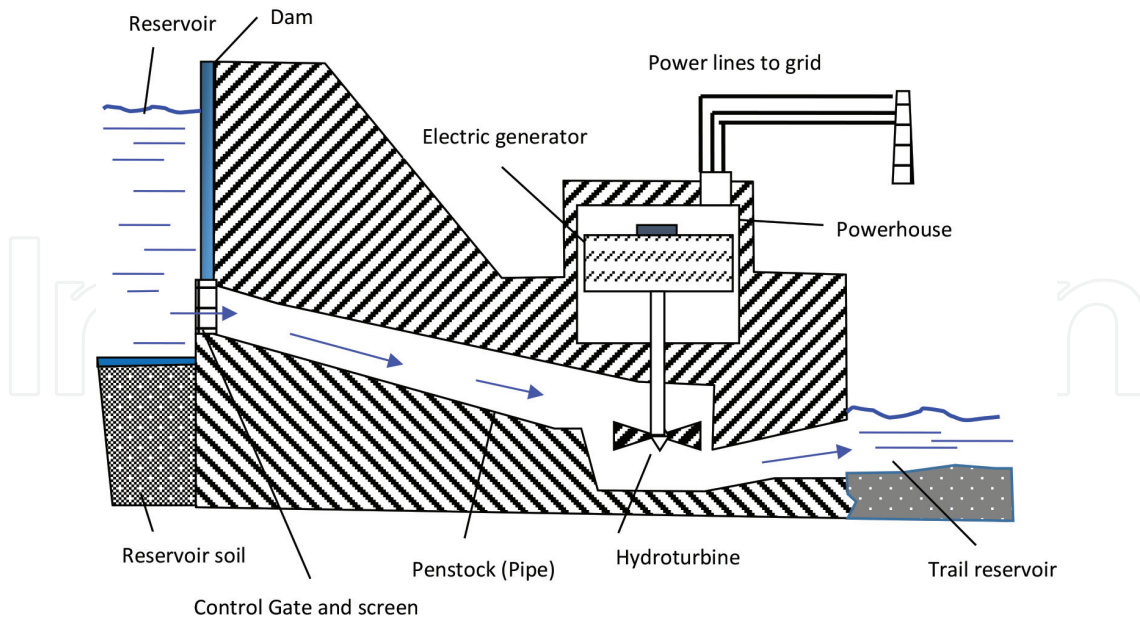 Reservoir
Dam
Power lines to grid
Electric generator
Powerhouse
Reservoir soil
Penstock (Pipe)
Hydroturbine
Trail reservoir
Control Gate and screen